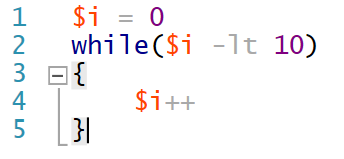 1 $i = 0
2 while($i -lt 10)
3 {
4     $i++
5 }